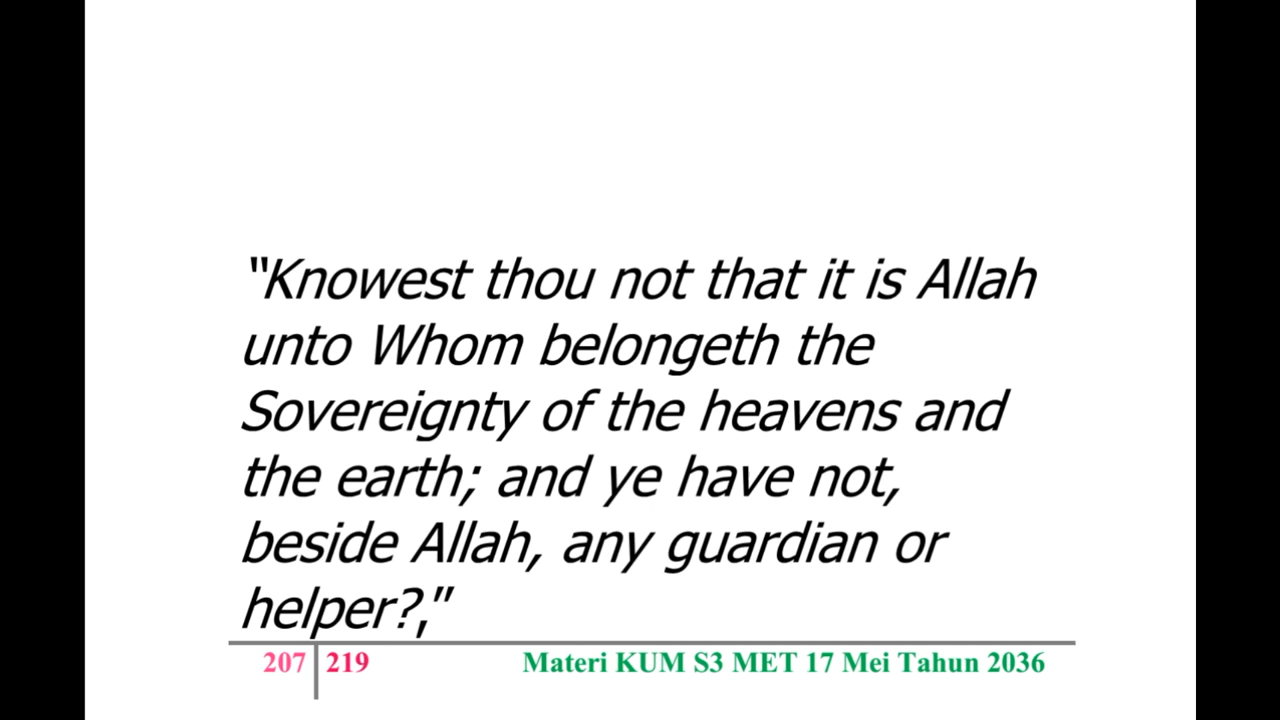 “Knowest thou not that it is Allah
unto Whom belongeth the
Sovereignty of the heavens and
the earth; and ye have not,
beside Allah, any guardian or
helper?,”
207 219 Materi KUM S3 MET 17 Mei Tahun 2036